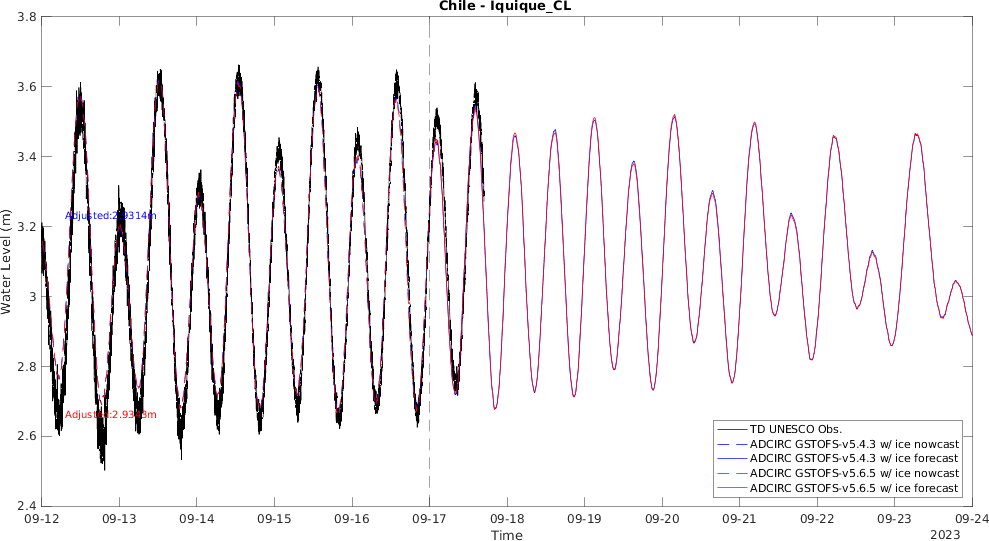 Chile - Iquique_CL
Water Level (m)
3.8
3.6
3.4
3.2
3
2.8
2.6
2.4
Adjusted:2.9314m
Adjusted:2.9343m
TD UNESCO Obs.
ADCIRC GSTOFS-v5.4.3 w/ ice nowcast
ADCIRC GSTOFS-v5.4.3 w/ ice forecast
ADCIRC GSTOFS-v5.6.5 w/ ice nowcast
ADCIRC GSTOFS-v5.6.5 w/ ice forecast
09-12 09-13 09-14 09-15 09-16 09-17 09-18 09-19 09-20 09-21 09-22 09-23 09-24
Time
2023